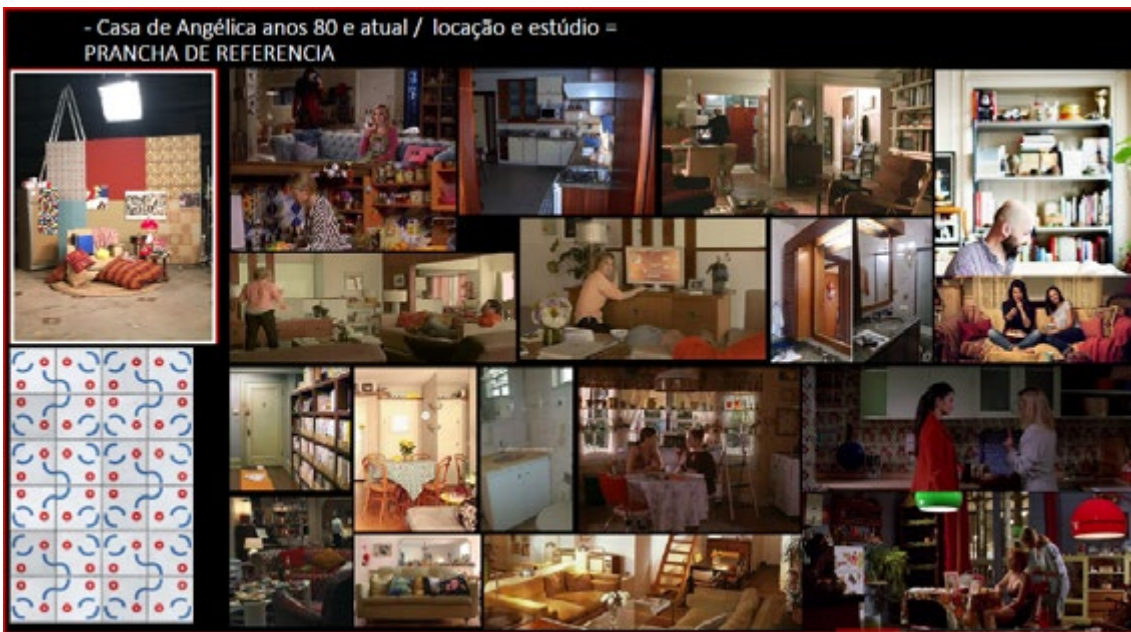 - Casa de Angélica anos 80 e atual / locação e estúdio =
PRANCHA DE REFERENCIA